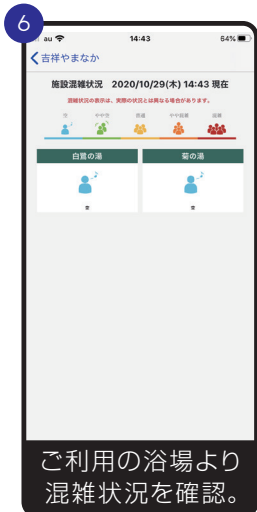 6
au 14:43 64%
吉祥やまなか
施設混雑状況 2020/10/29(木) 14:43 現在
混雑状況の表示は、実際の状況とは異なる場合があります。
空 やや空 普通 やや混雑 混雑
白鷺の湯 菊の湯
空 空
ご利用の浴場より
混雑状況を確認。